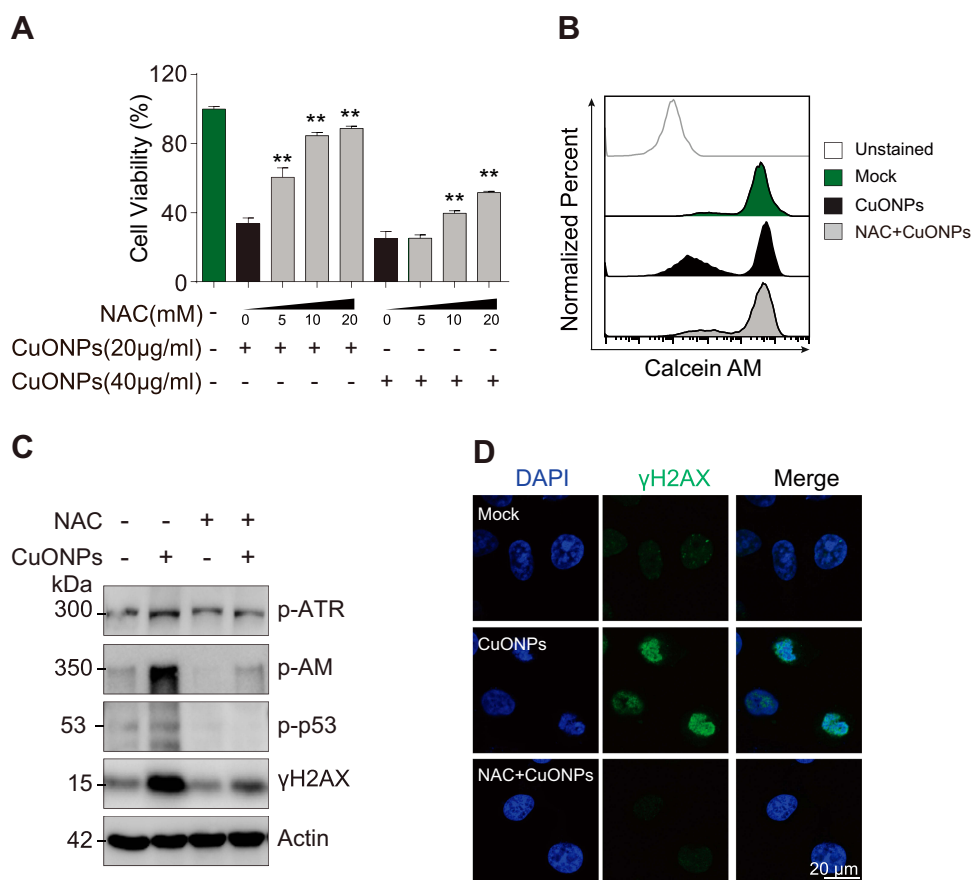 A
Cell Viability (%)
120
80
40
0
** ** ** ** **
NAC(mM) - 0 5 10 20 0 5 10 20
CuONPs(20μg/ml) - + + + + - - - -
CuONPs(40μg/ml) - - - - - + + + +
B
Normalized Percent
Calcein AM
Unstained
Mock
CuONPs
NAC+CuONPs
C
NAC - - + +
CuONPs - + - +
kDa
300 p-ATR
350 p-AM
53 p-p53
15 γH2AX
42 Actin
D
DAPI γH2AX Merge
Mock
CuONPs
NAC+CuONPs
20 μm